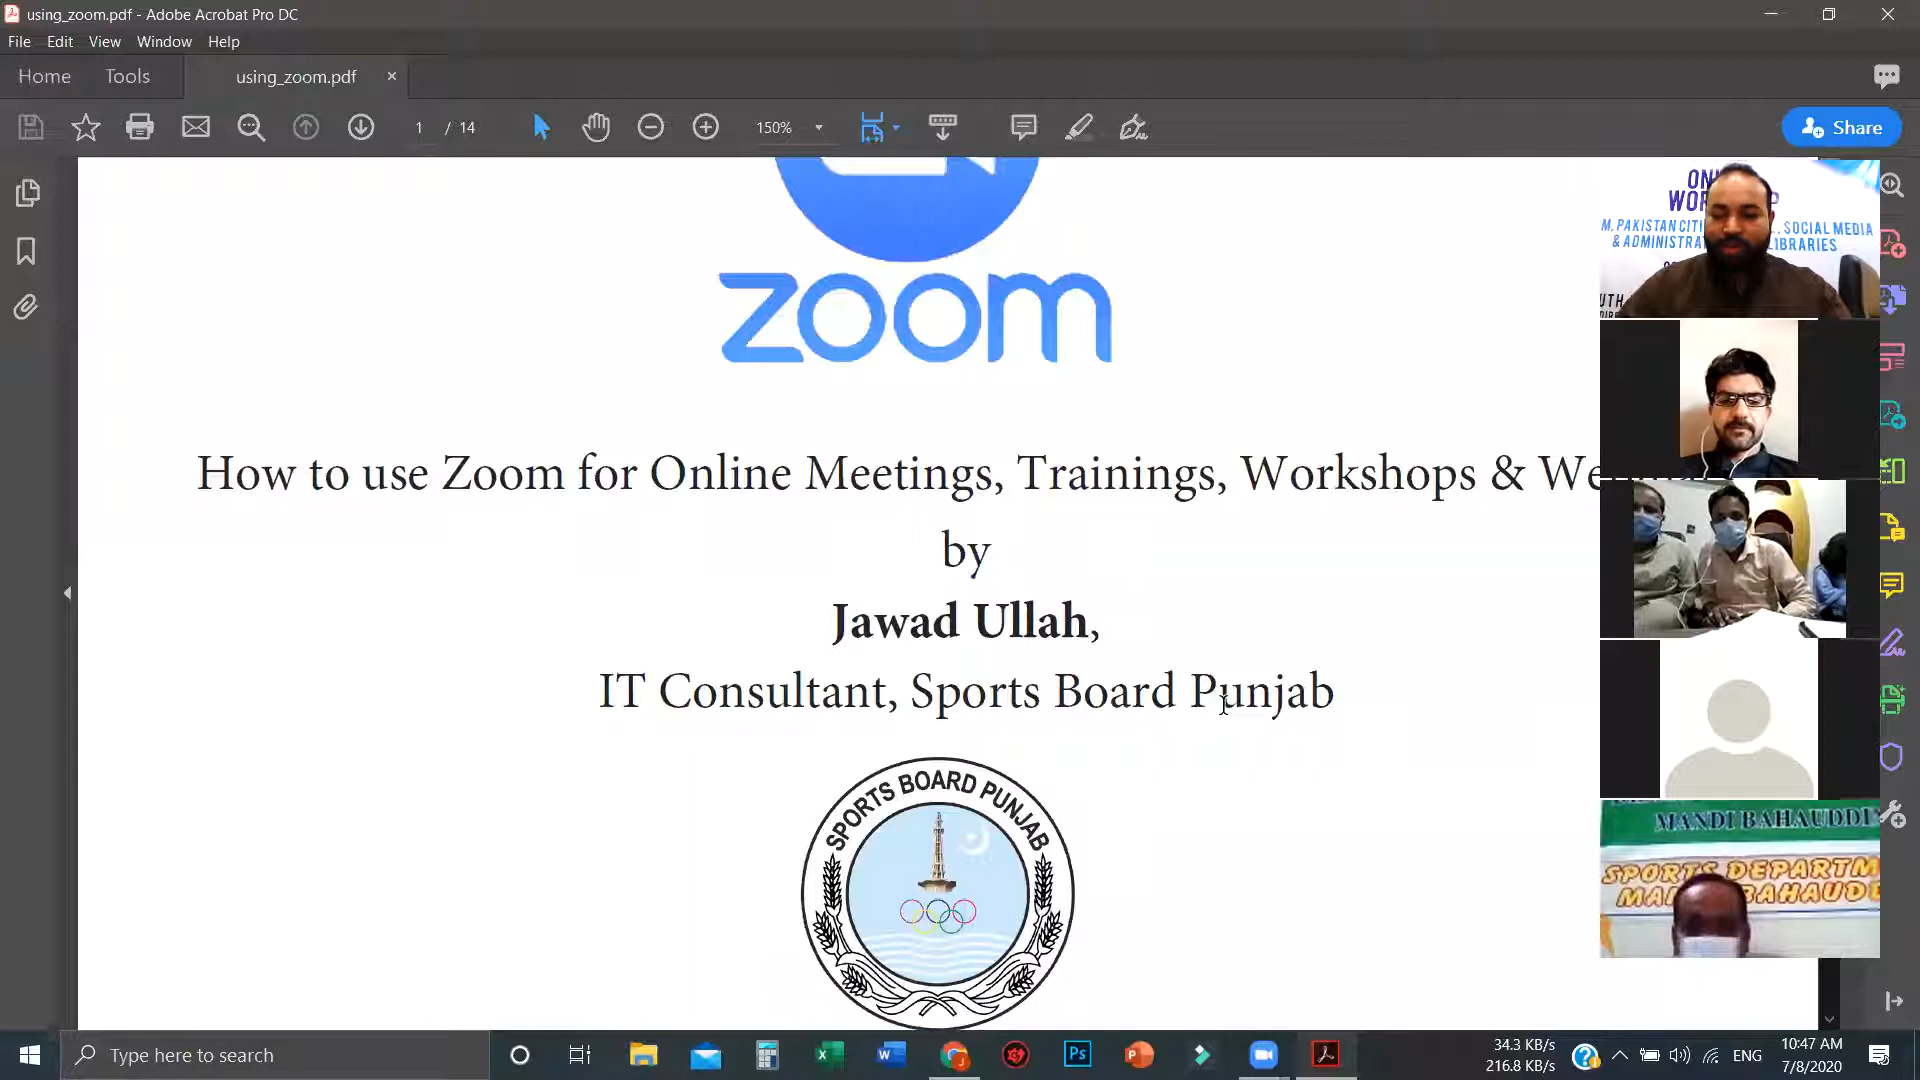 using_zoom.pdf - Adobe Acrobat Pro DC
File Edit View Window Help
Home Tools using_zoom.pdf
1 / 14 150% Share
zoom
How to use Zoom for Online Meetings, Trainings, Workshops &
by
Jawad Ullah,
IT Consultant, Sports Board Punjab
SPORTS BOARD PUNJAB
M, PAKISTAN SOCIAL MEDIA
&
MANDI BAHAUDDI
SPORTS DEPARTM
Type here to search
34.3 KB/s
216.8 KB/s
ENG
10:47 AM
7/8/2020